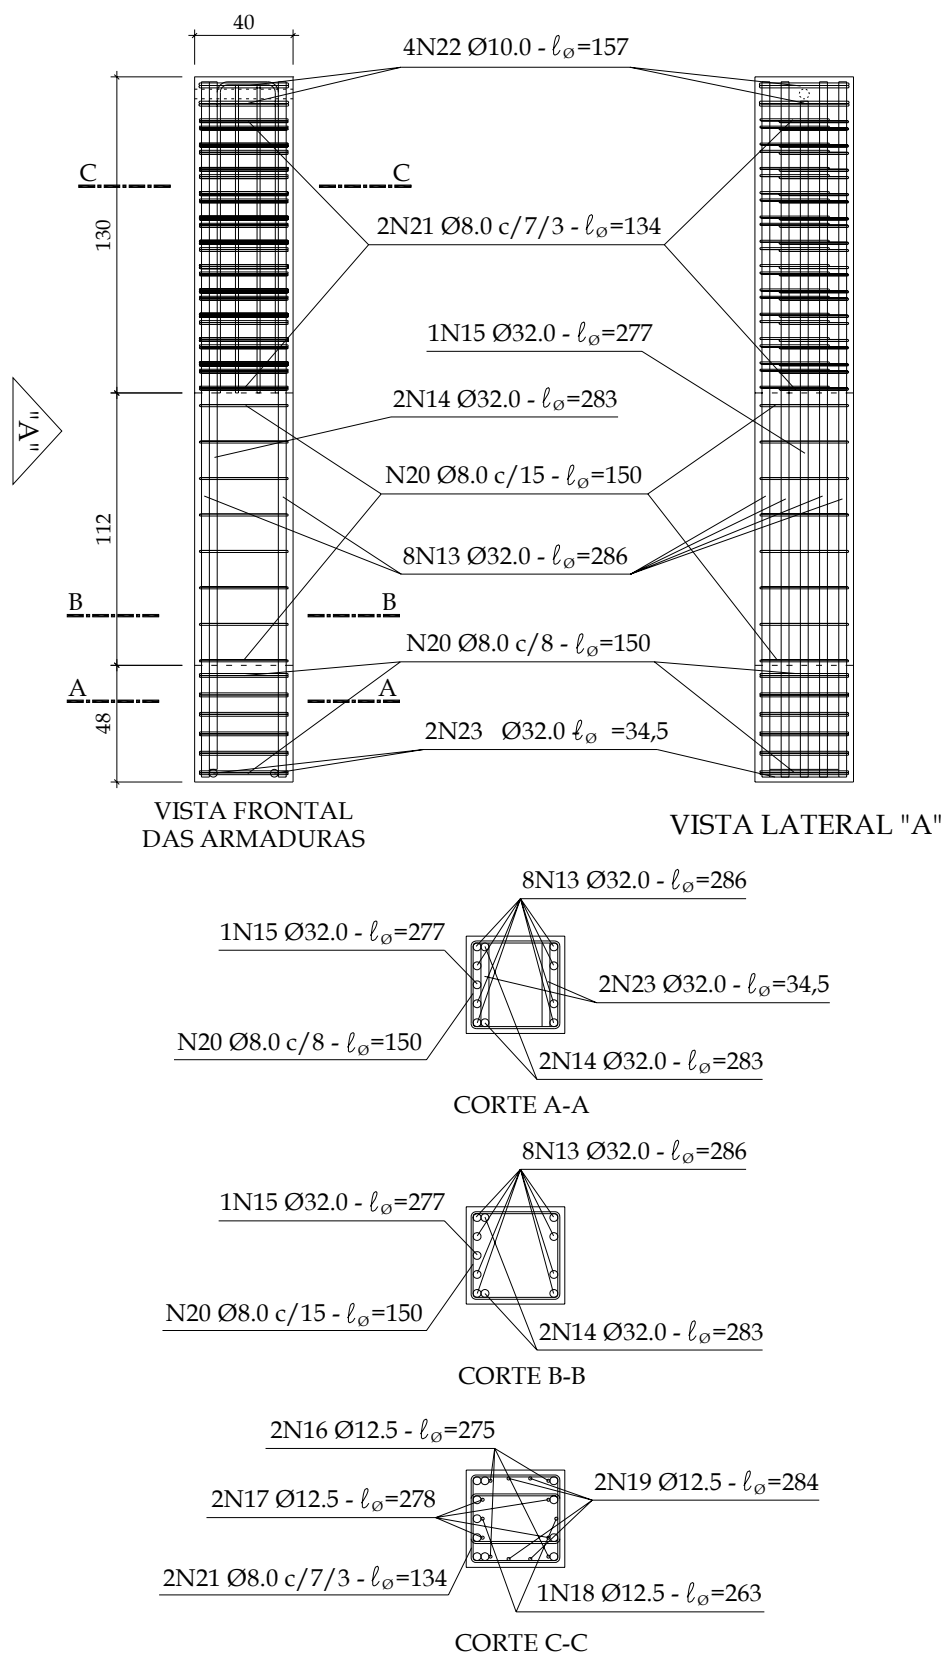 40
4N22 Ø10.0 - ℓø=157
C C
130
2N21 Ø8.0 c/7/3 - ℓø=134
1N15 Ø32.0 - ℓø=277
2N14 Ø32.0 - ℓø=283
"A"
N20 Ø8.0 c/15 - ℓø=150
112
8N13 Ø32.0 - ℓø=286
B B
N20 Ø8.0 c/8 - ℓø=150
A A
48
2N23 Ø32.0 ℓø =34,5
VISTA FRONTAL
DAS ARMADURAS
VISTA LATERAL "A"
8N13 Ø32.0 - ℓø=286
1N15 Ø32.0 - ℓø=277
2N23 Ø32.0 - ℓø=34,5
N20 Ø8.0 c/8 - ℓø=150
2N14 Ø32.0 - ℓø=283
CORTE A-A
8N13 Ø32.0 - ℓø=286
1N15 Ø32.0 - ℓø=277
N20 Ø8.0 c/15 - ℓø=150
2N14 Ø32.0 - ℓø=283
CORTE B-B
2N16 Ø12.5 - ℓø=275
2N19 Ø12.5 - ℓø=284
2N17 Ø12.5 - ℓø=278
2N21 Ø8.0 c/7/3 - ℓø=134
1N18 Ø12.5 - ℓø=263
CORTE C-C